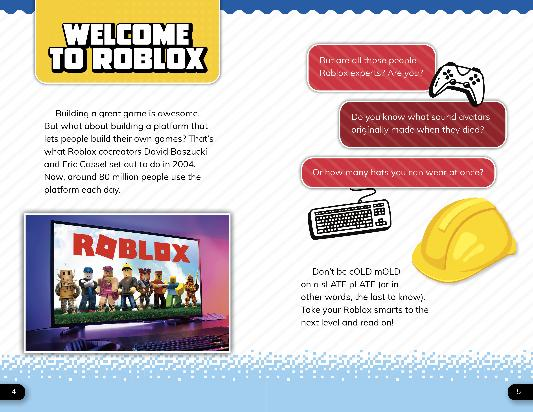 WELCOME
TO ROBLOX
Building a great game is awesome.
But what about building a platform that
lets people build their own games? That's
what Roblox cocreators David Baszucki
and Eric Cassel set out to do in 2004.
Now, around 80 million people use the
platform each day.
ROBLOX
4
But are all those people
Roblox experts? Are you?
Do you know what sound avatars
originally made when they died?
Or how many hats you can wear at once?
Don't be cOLD mOLD
on a sLATE pLATE (or in
other words, the last to know).
Take your Roblox smarts to the
next level and read on!
5